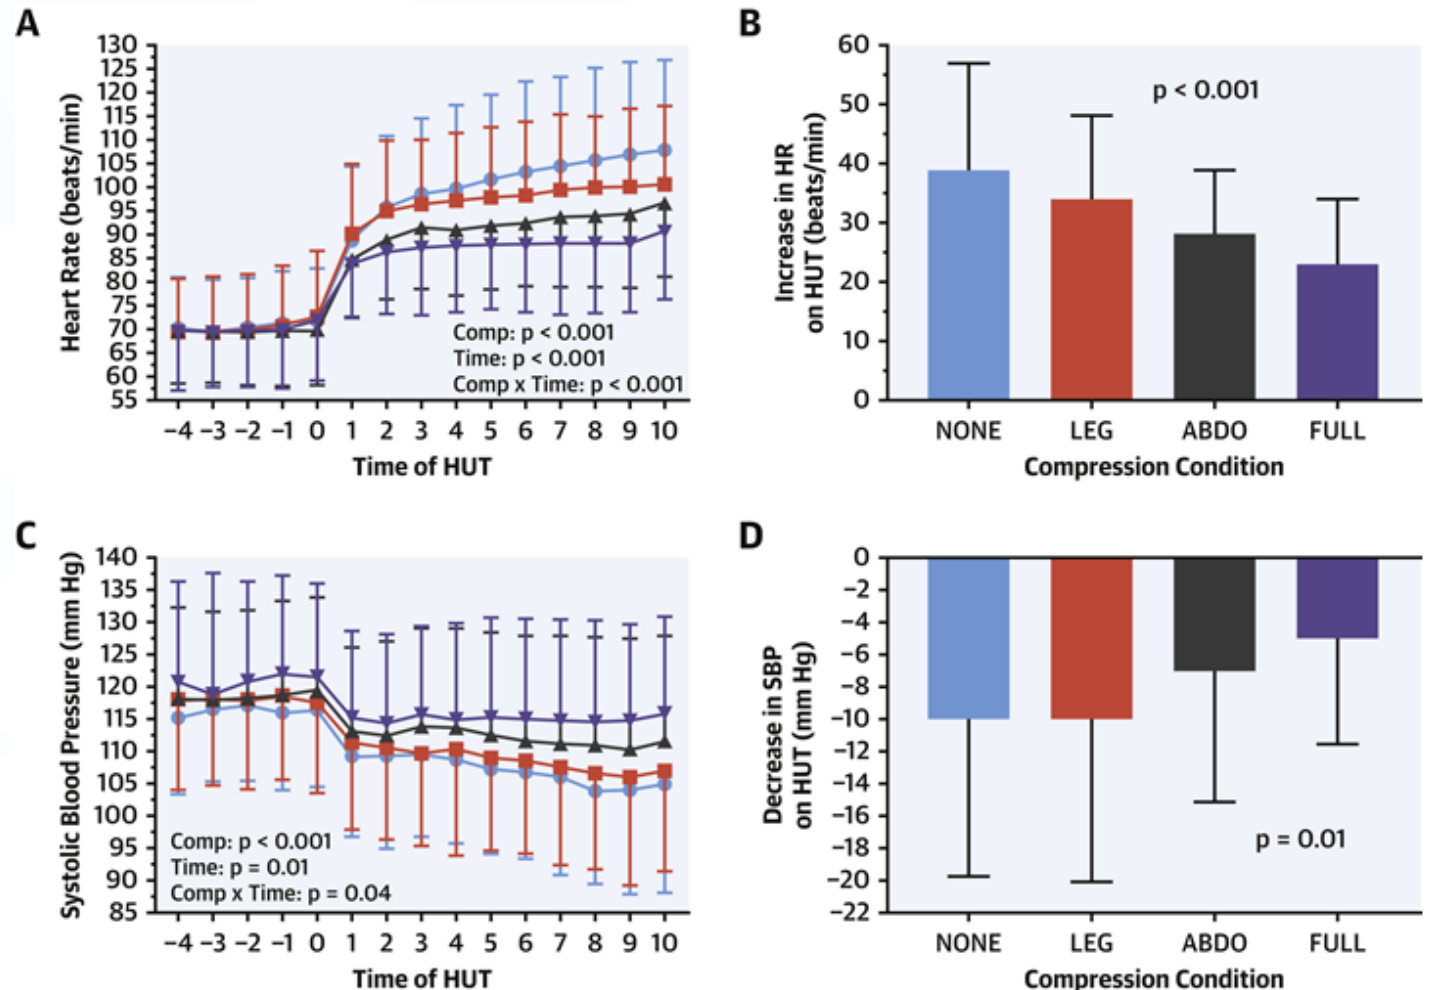 A
130
125
120
115
110
105
100
95
90
85
80
75
70
65
60
55
Heart Rate (beats/min)
Comp: p < 0.001
Time: p < 0.001
Comp x Time: p < 0.001
−4 −3 −2 −1 0 1 2 3 4 5 6 7 8 9 10
Time of HUT
B
60
50
40
30
20
10
0
Increase in HR
on HUT (beats/min)
p < 0.001
NONE LEG ABDO FULL
Compression Condition
C
140
135
130
125
120
115
110
105
100
95
90
85
Systolic Blood Pressure (mm Hg)
Comp: p < 0.001
Time: p = 0.01
Comp x Time: p = 0.04
−4 −3 −2 −1 0 1 2 3 4 5 6 7 8 9 10
Time of HUT
D
0
−2
−4
−6
−8
−10
−12
−14
−16
−18
−20
−22
Decrease in SBP
on HUT (mm Hg)
p = 0.01
NONE LEG ABDO FULL
Compression Condition